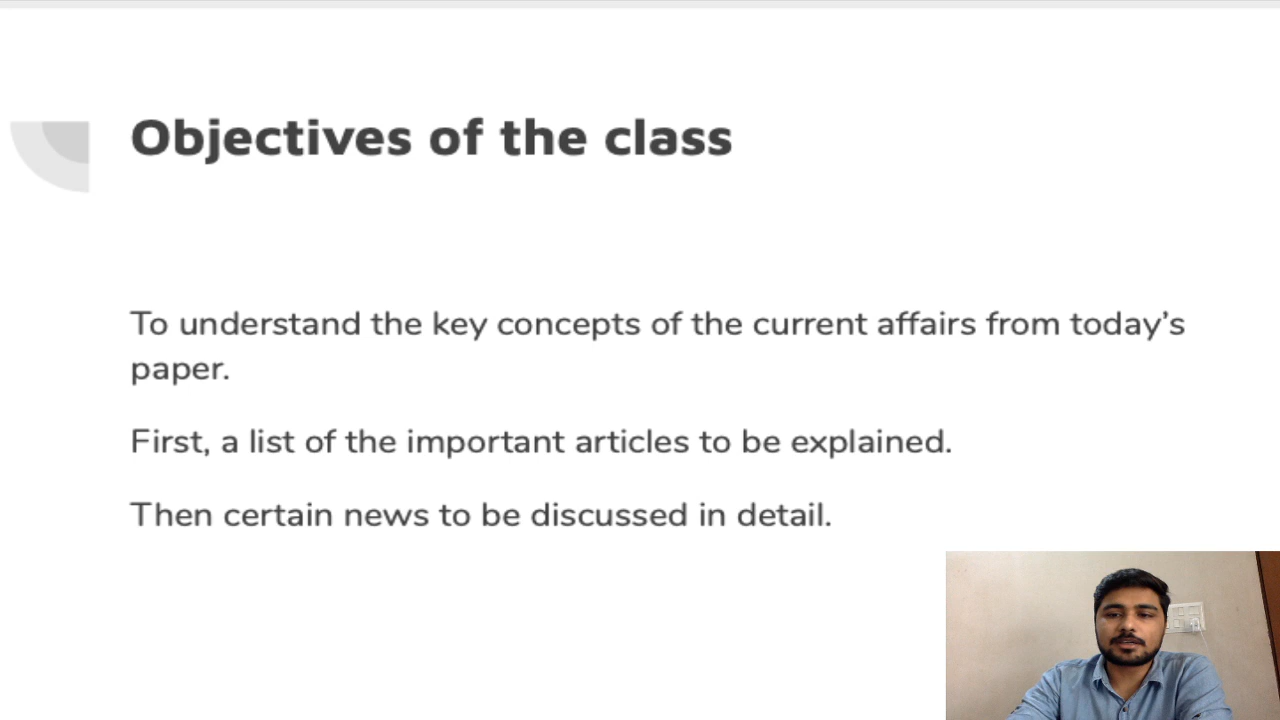 Objectives of the class
To understand the key concepts of the current affairs from today’s
paper.
First, a list of the important articles to be explained.
Then certain news to be discussed in detail.